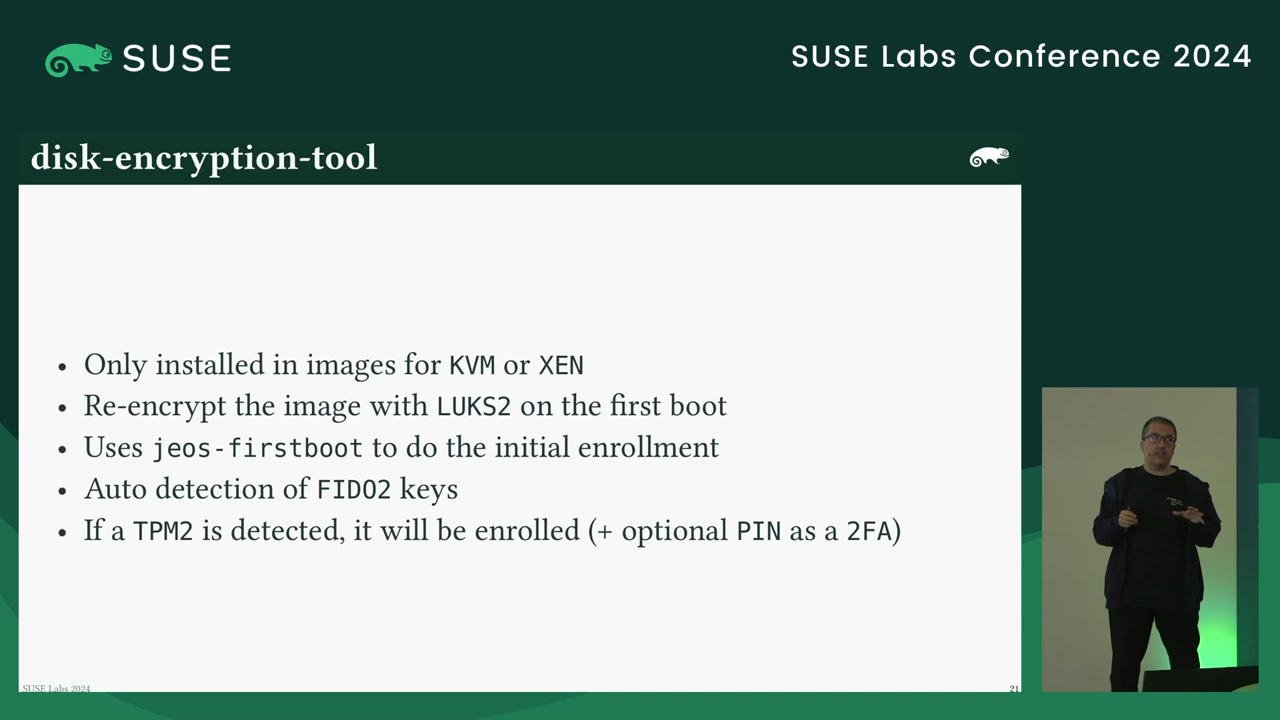 SUSE
SUSE Labs Conference 2024
disk-encryption-tool
• Only installed in images for KVM or XEN
• Re-encrypt the image with LUKS2 on the first boot
• Uses jeos-firstboot to do the initial enrollment
• Auto detection of FIDO2 keys
• If a TPM2 is detected, it will be enrolled (+ optional PIN as a 2FA)
SUSE Labs 2024
21